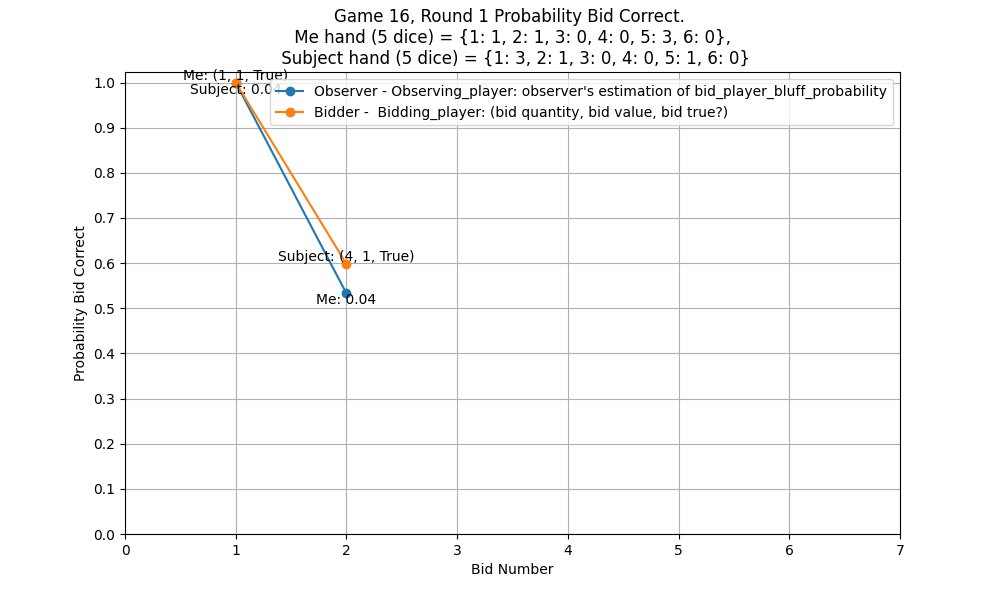 Game 16, Round 1 Probability Bid Correct.
Me hand (5 dice) = {1: 1, 2: 1, 3: 0, 4: 0, 5: 3, 6: 0},
Subject hand (5 dice) = {1: 3, 2: 1, 3: 0, 4: 0, 5: 1, 6: 0}
Me: (1, 1, True)
Subject: 0.04
Observer - Observing_player: observer's estimation of bid_player_bluff_probability
Bidder -  Bidding_player: (bid quantity, bid value, bid true?)
Subject: (4, 1, True)
Me: 0.04
Probability Bid Correct
1.0
0.9
0.8
0.7
0.6
0.5
0.4
0.3
0.2
0.1
0.0
0 1 2 3 4 5 6 7
Bid Number